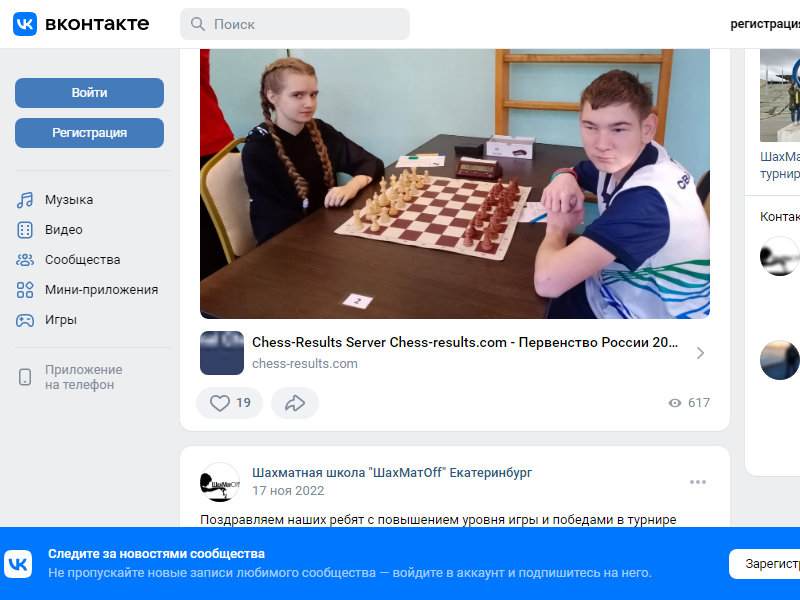 вконтакте
Поиск
регистрация
Войти
Регистрация
Музыка
Видео
Сообщества
Мини-приложения
Игры
Приложение
на телефон
2
Chess-Results Server Chess-results.com - Первенство России 20...
chess-results.com
19
617
Шахматная школа "ШахМатOff" Екатеринбург
17 ноя 2022
Поздравляем наших ребят с повышением уровня игры и победами в турнире
ШахМа
турнир
Контак
Следите за новостями сообщества
Не пропускайте новые записи любимого сообщества — войдите в аккаунт и подпишитесь на него.
Зарегистр